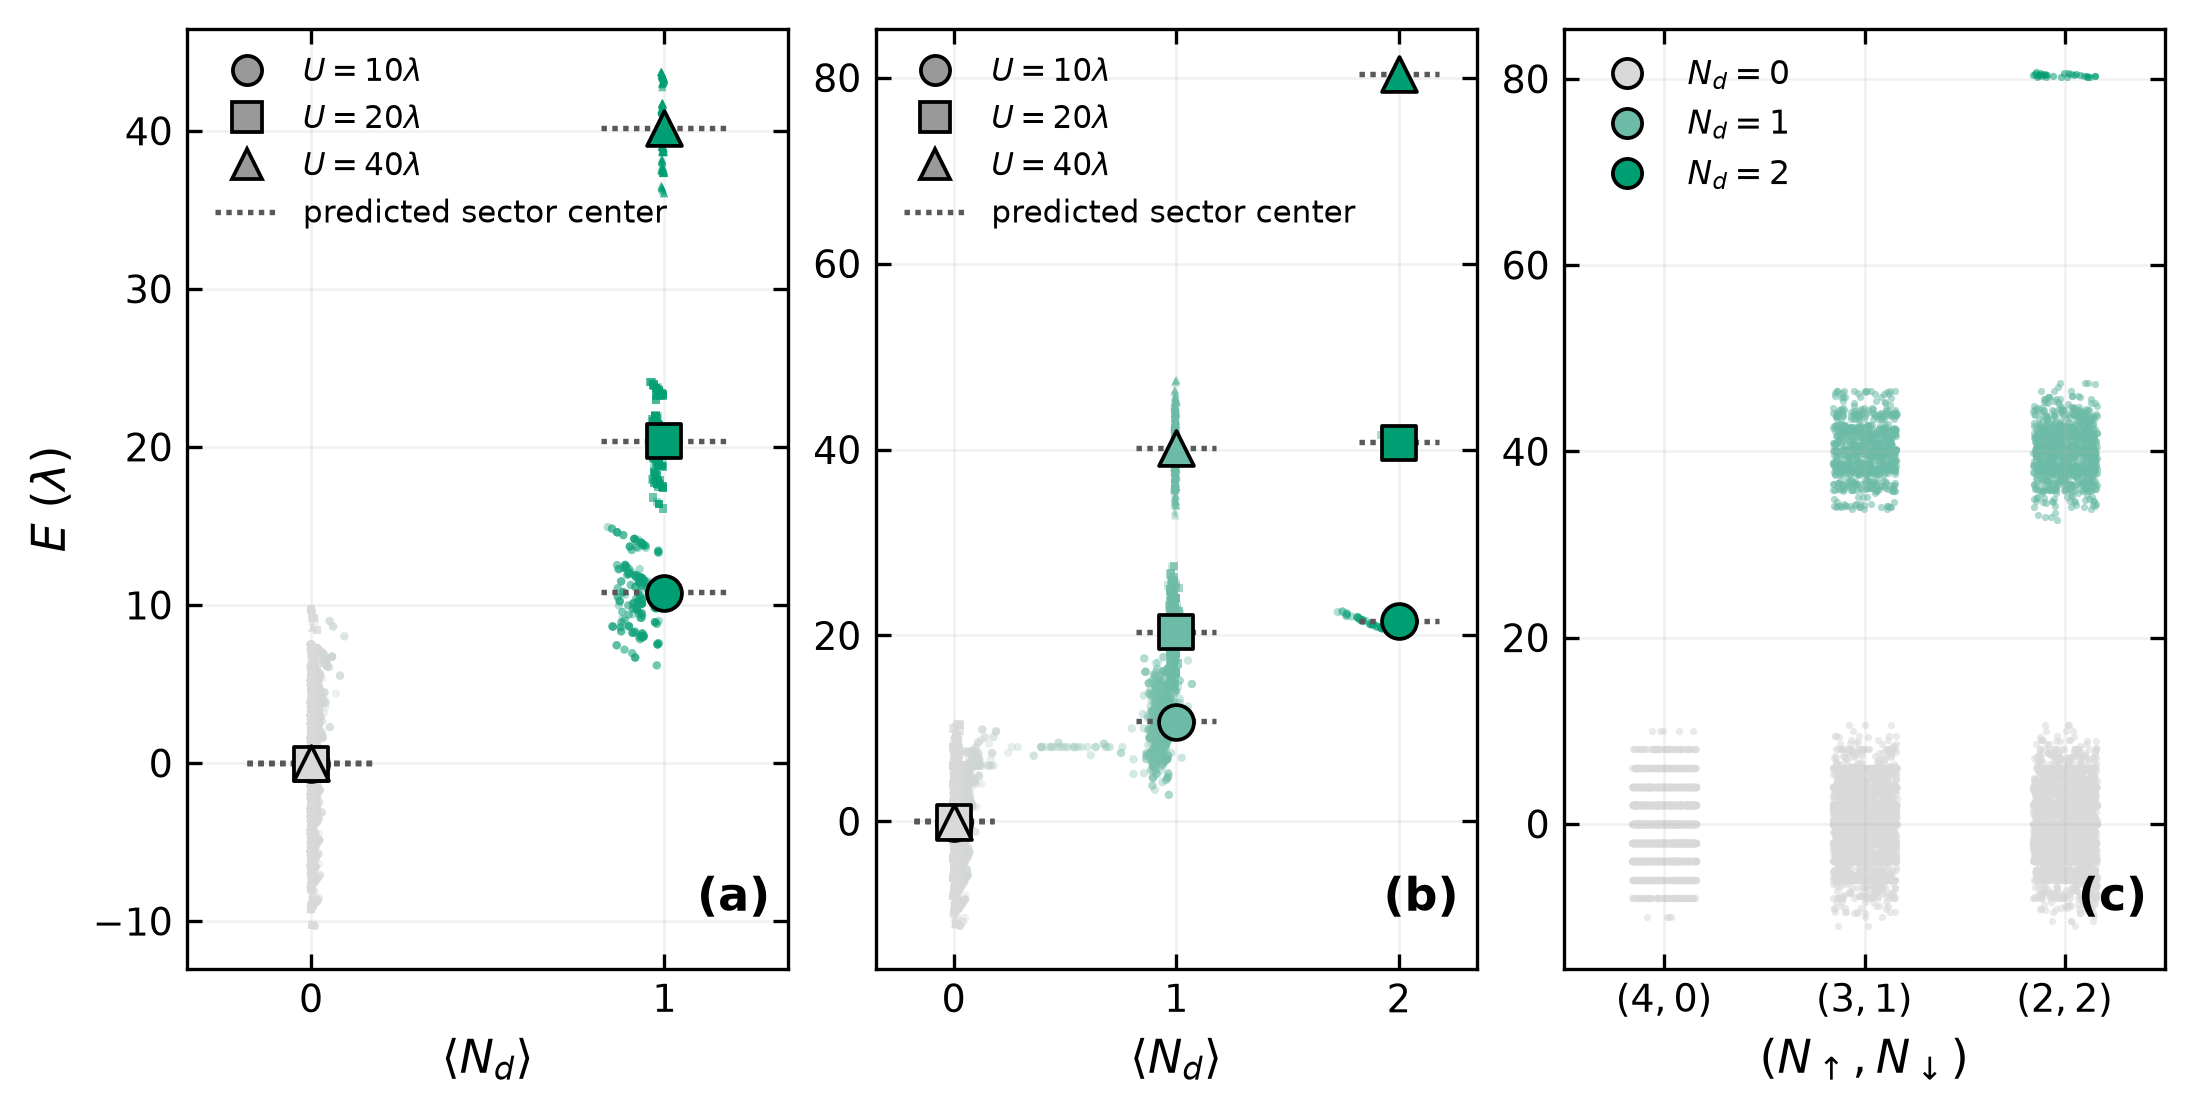 E (λ)
40
30
20
10
0
−10
U = 10λ
U = 20λ
U = 40λ
predicted sector center
(a)
0
1
⟨N_d⟩
80
60
40
20
0
U = 10λ
U = 20λ
U = 40λ
predicted sector center
(b)
0
1
2
⟨N_d⟩
80
60
40
20
0
N_d = 0
N_d = 1
N_d = 2
(c)
(4, 0)
(3, 1)
(2, 2)
(N_↑, N_↓)